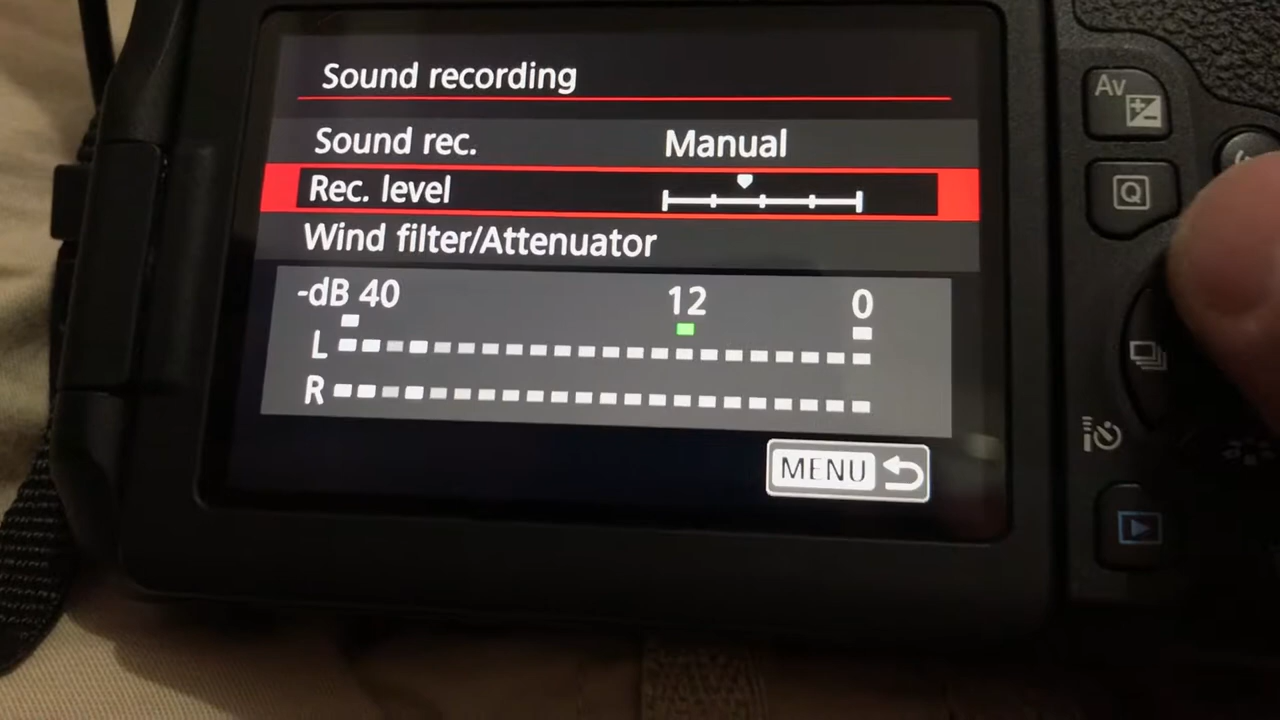 Sound recording
Sound rec. Manual
Rec. level
Wind filter/Attenuator
-dB 40 12 0
L
R
MENU
Av
Q